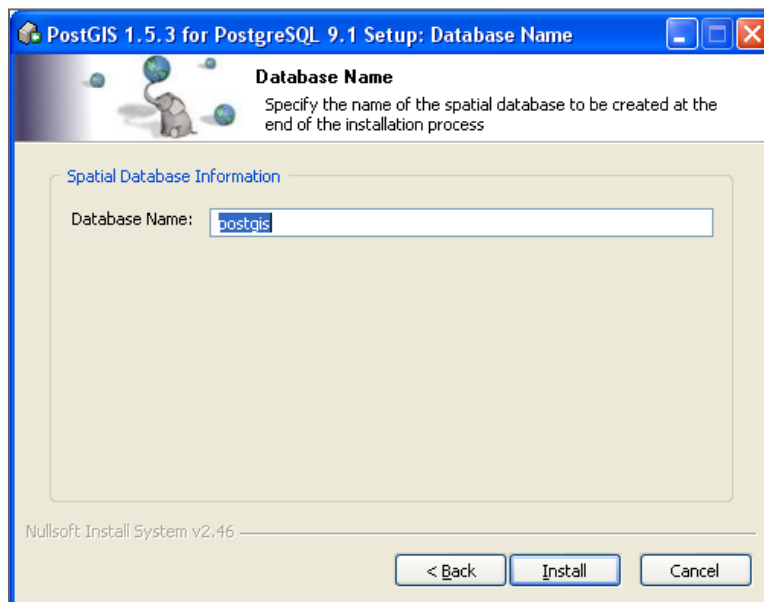 PostGIS 1.5.3 for PostgreSQL 9.1 Setup: Database Name
Database Name
Specify the name of the spatial database to be created at the
end of the installation process
Spatial Database Information
Database Name: postgis
Nullsoft Install System v2.46
< Back Install Cancel